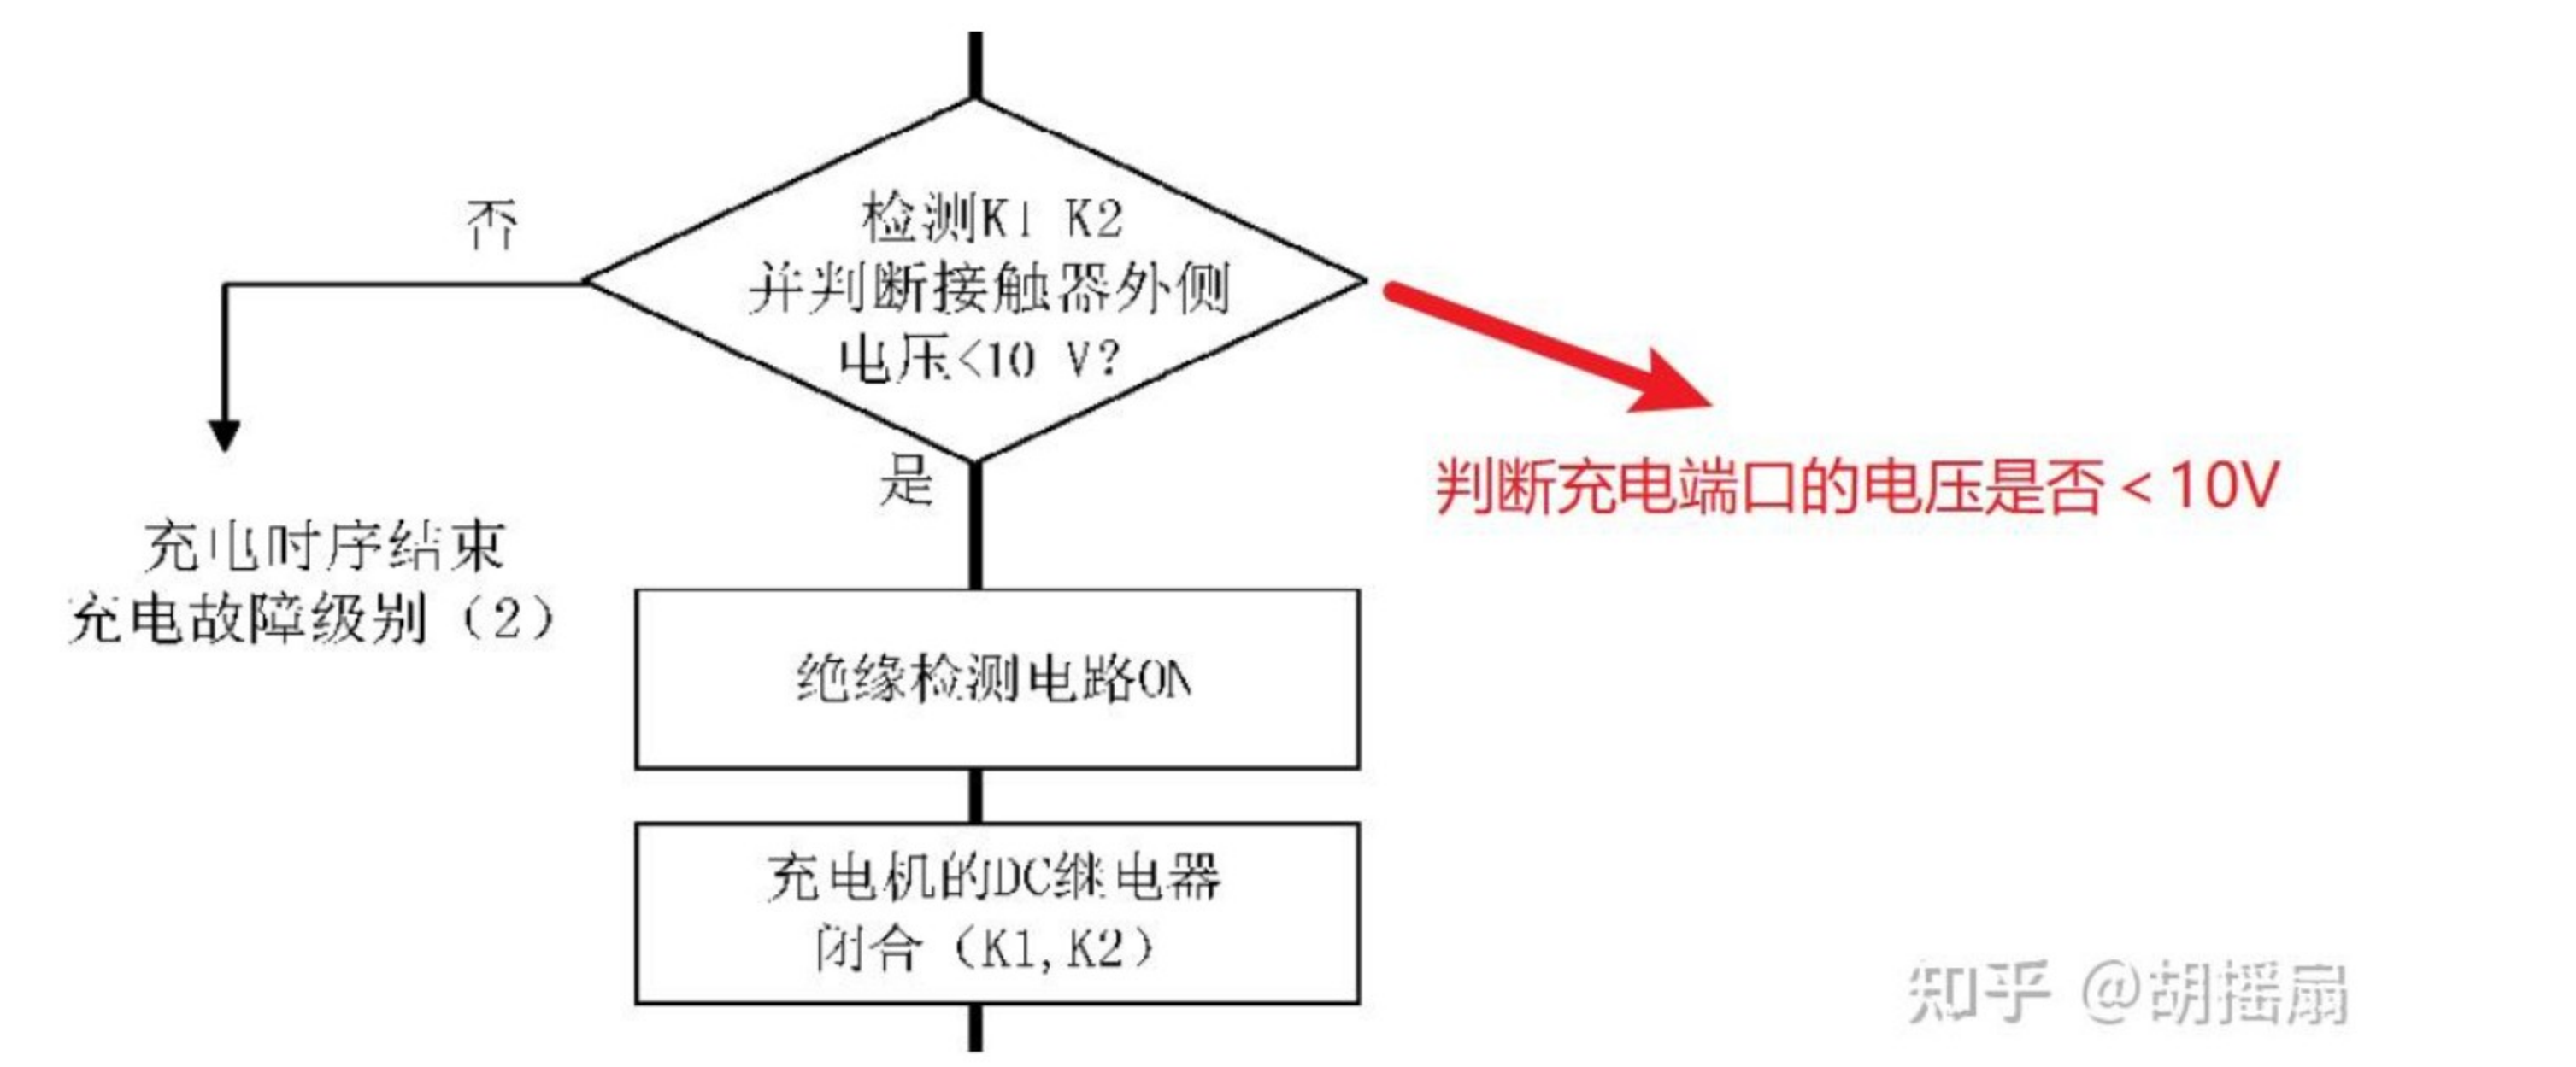 检测K1 K2
并判断接触器外侧
电压<10 V?
否
是
判断充电端口的电压是否<10V
充电时序结束
充电故障级别（2）
绝缘检测电路ON
充电机的DC继电器
闭合（K1,K2）
知乎 @胡摇扇